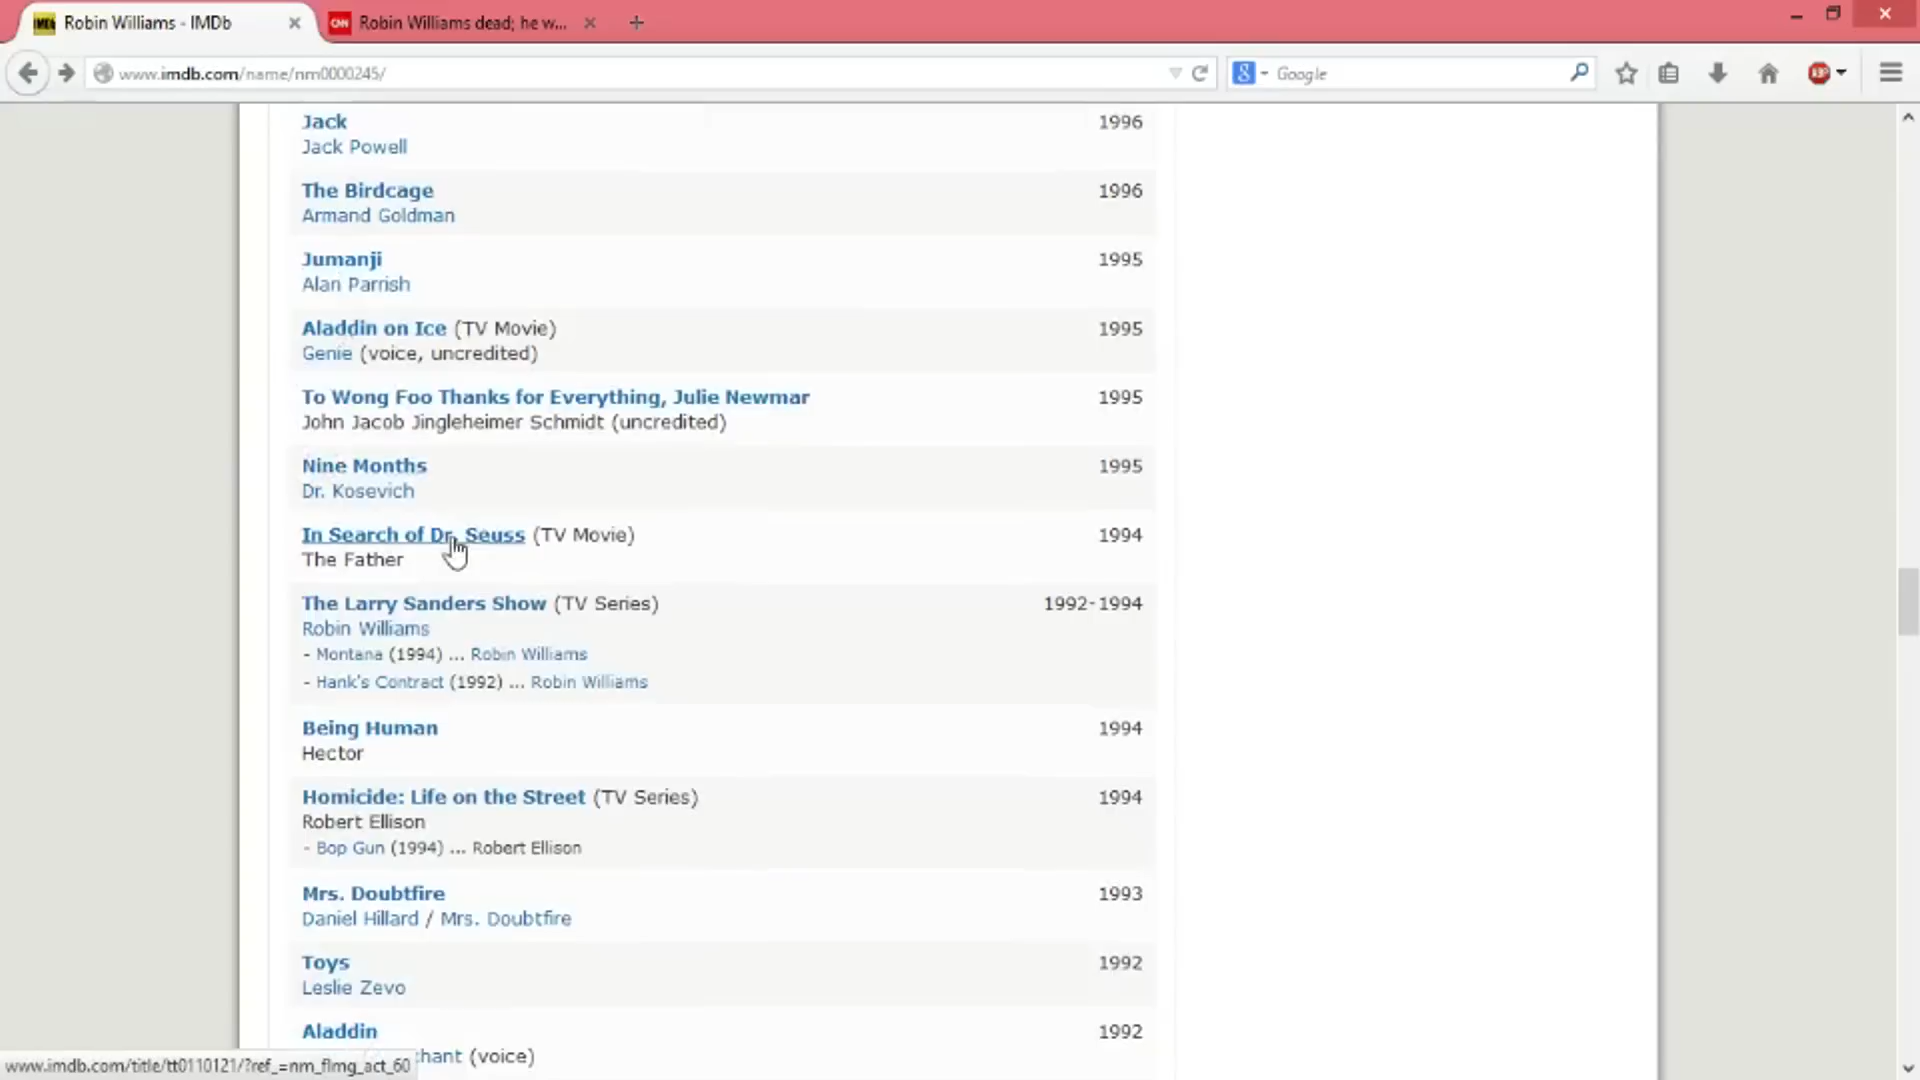 Robin Williams - IMDb
CNN
Robin Williams dead; he w...
www.imdb.com/name/nm0000245/
Google
Jack 1996
Jack Powell
The Birdcage 1996
Armand Goldman
Jumanji 1995
Alan Parrish
Aladdin on Ice (TV Movie) 1995
Genie (voice, uncredited)
To Wong Foo Thanks for Everything, Julie Newmar 1995
John Jacob Jingleheimer Schmidt (uncredited)
Nine Months 1995
Dr. Kosevich
In Search of Dr. Seuss (TV Movie) 1994
The Father
The Larry Sanders Show (TV Series) 1992-1994
Robin Williams
- Montana (1994) ... Robin Williams
- Hank's Contract (1992) ... Robin Williams
Being Human 1994
Hector
Homicide: Life on the Street (TV Series) 1994
Robert Ellison
- Bop Gun (1994) ... Robert Ellison
Mrs. Doubtfire 1993
Daniel Hillard / Mrs. Doubtfire
Toys 1992
Leslie Zevo
Aladdin 1992
chant (voice)
www.imdb.com/title/tt0110121/?ref_=nm_flmg_act_60